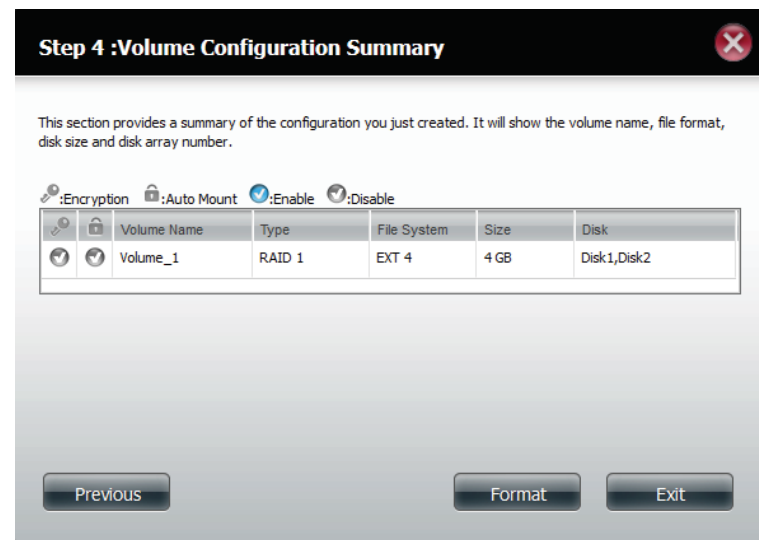 Step 4 :Volume Configuration Summary
This section provides a summary of the configuration you just created. It will show the volume name, file format,
disk size and disk array number.
:Encryption :Auto Mount :Enable :Disable
Volume Name Type File System Size Disk
Volume_1 RAID 1 EXT 4 4 GB Disk1,Disk2
Previous Format Exit